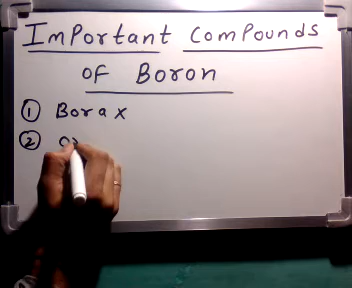 Important Compounds
of Boron
① Borax
②